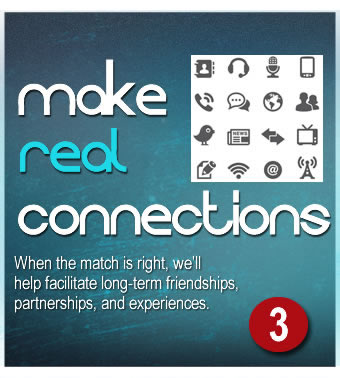 make
real
connections
When the match is right, we'll
help facilitate long-term friendships,
partnerships, and experiences.
3